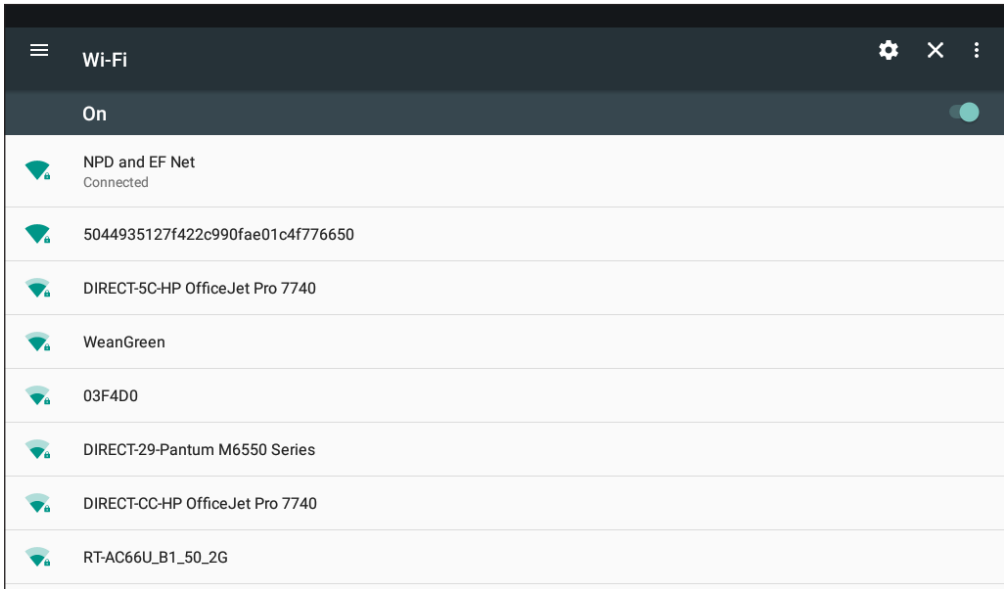 Wi-Fi
On
NPD and EF Net
Connected
5044935127f422c990fae01c4f776650
DIRECT-5C-HP OfficeJet Pro 7740
WeanGreen
03F4D0
DIRECT-29-Pantum M6550 Series
DIRECT-CC-HP OfficeJet Pro 7740
RT-AC66U_B1_50_2G